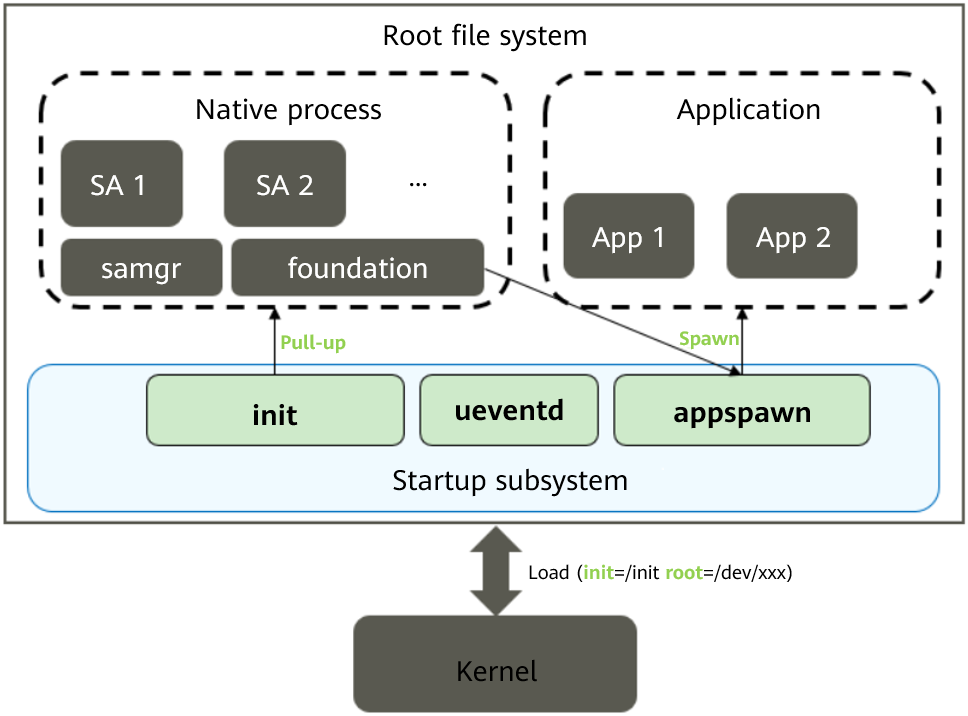 Root file system
Native process
SA 1
SA 2
...
samgr
foundation
Application
App 1
App 2
Pull-up
Spawn
init
ueventd
appspawn
Startup subsystem
Load (init=/init root=/dev/xxx)
Kernel